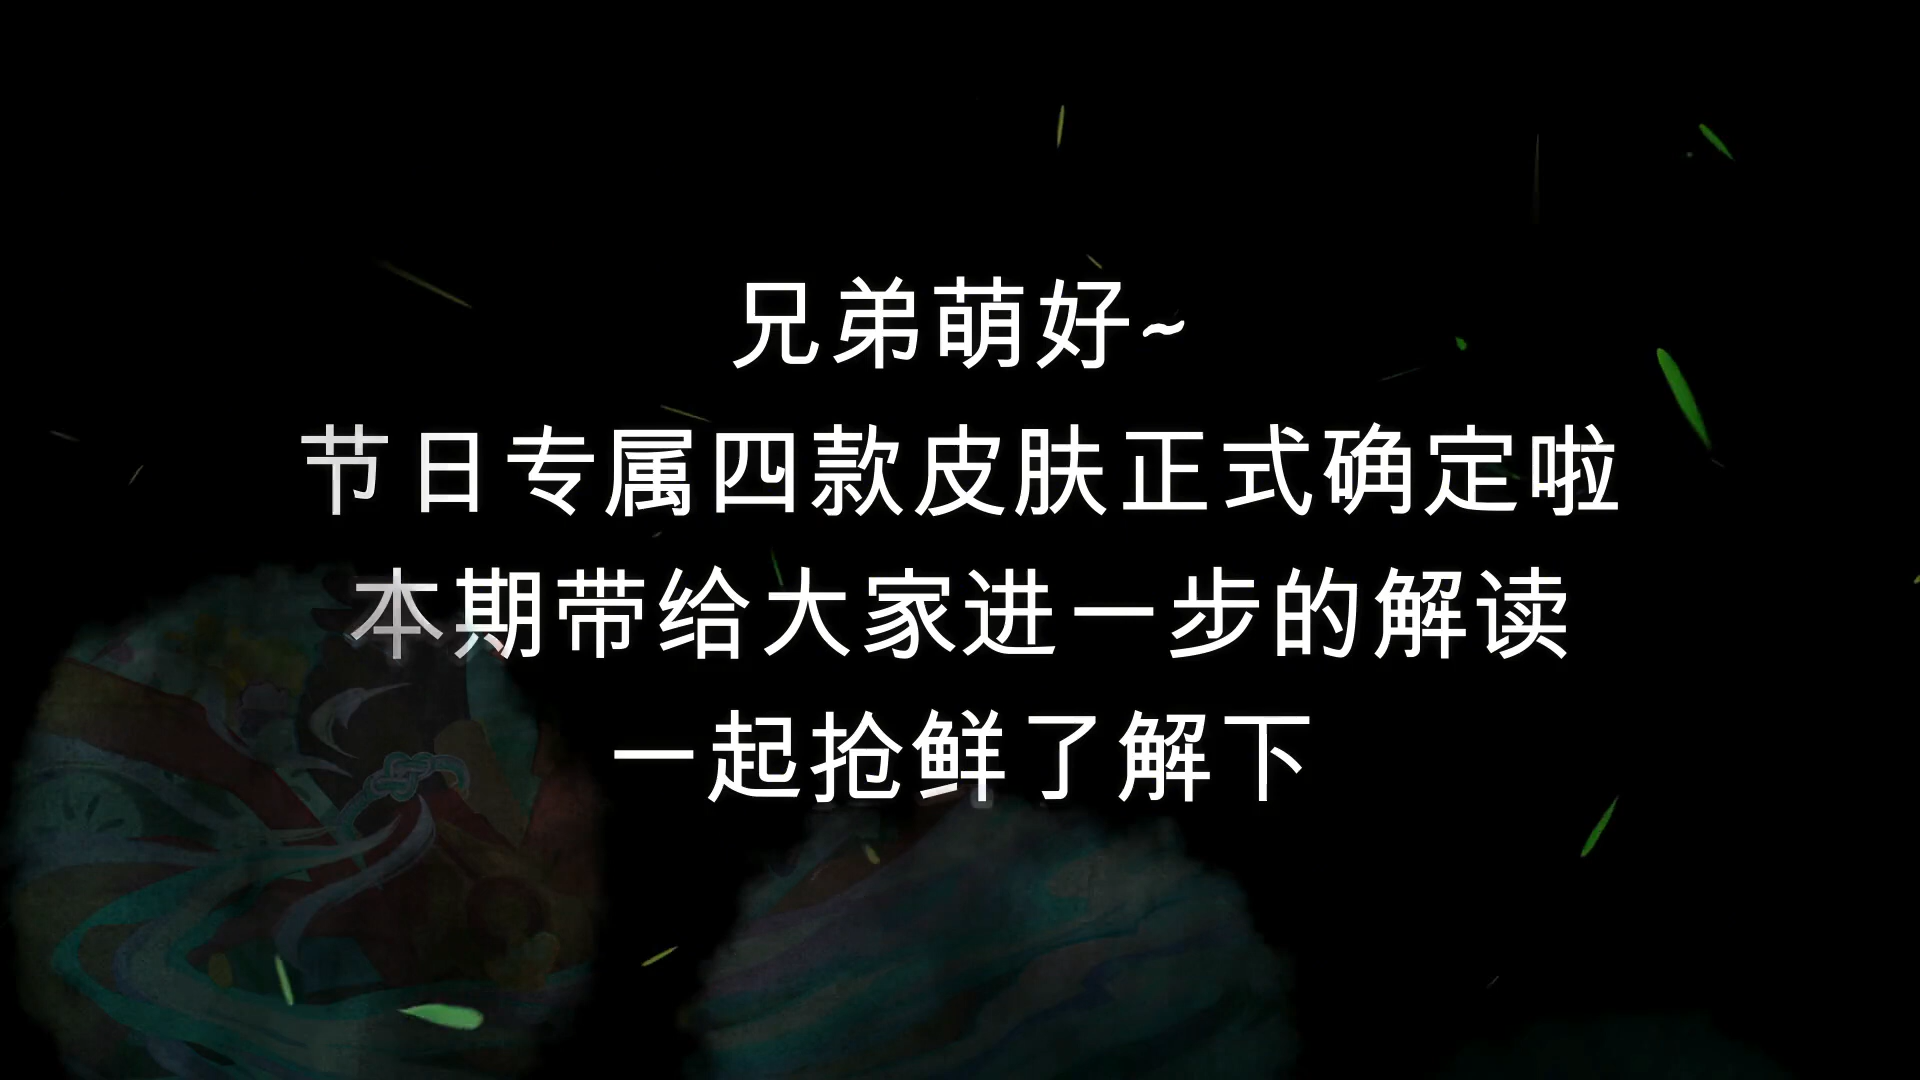 兄弟萌好~
节日专属四款皮肤正式确定啦
本期带给大家进一步的解读
一起抢鲜了解下